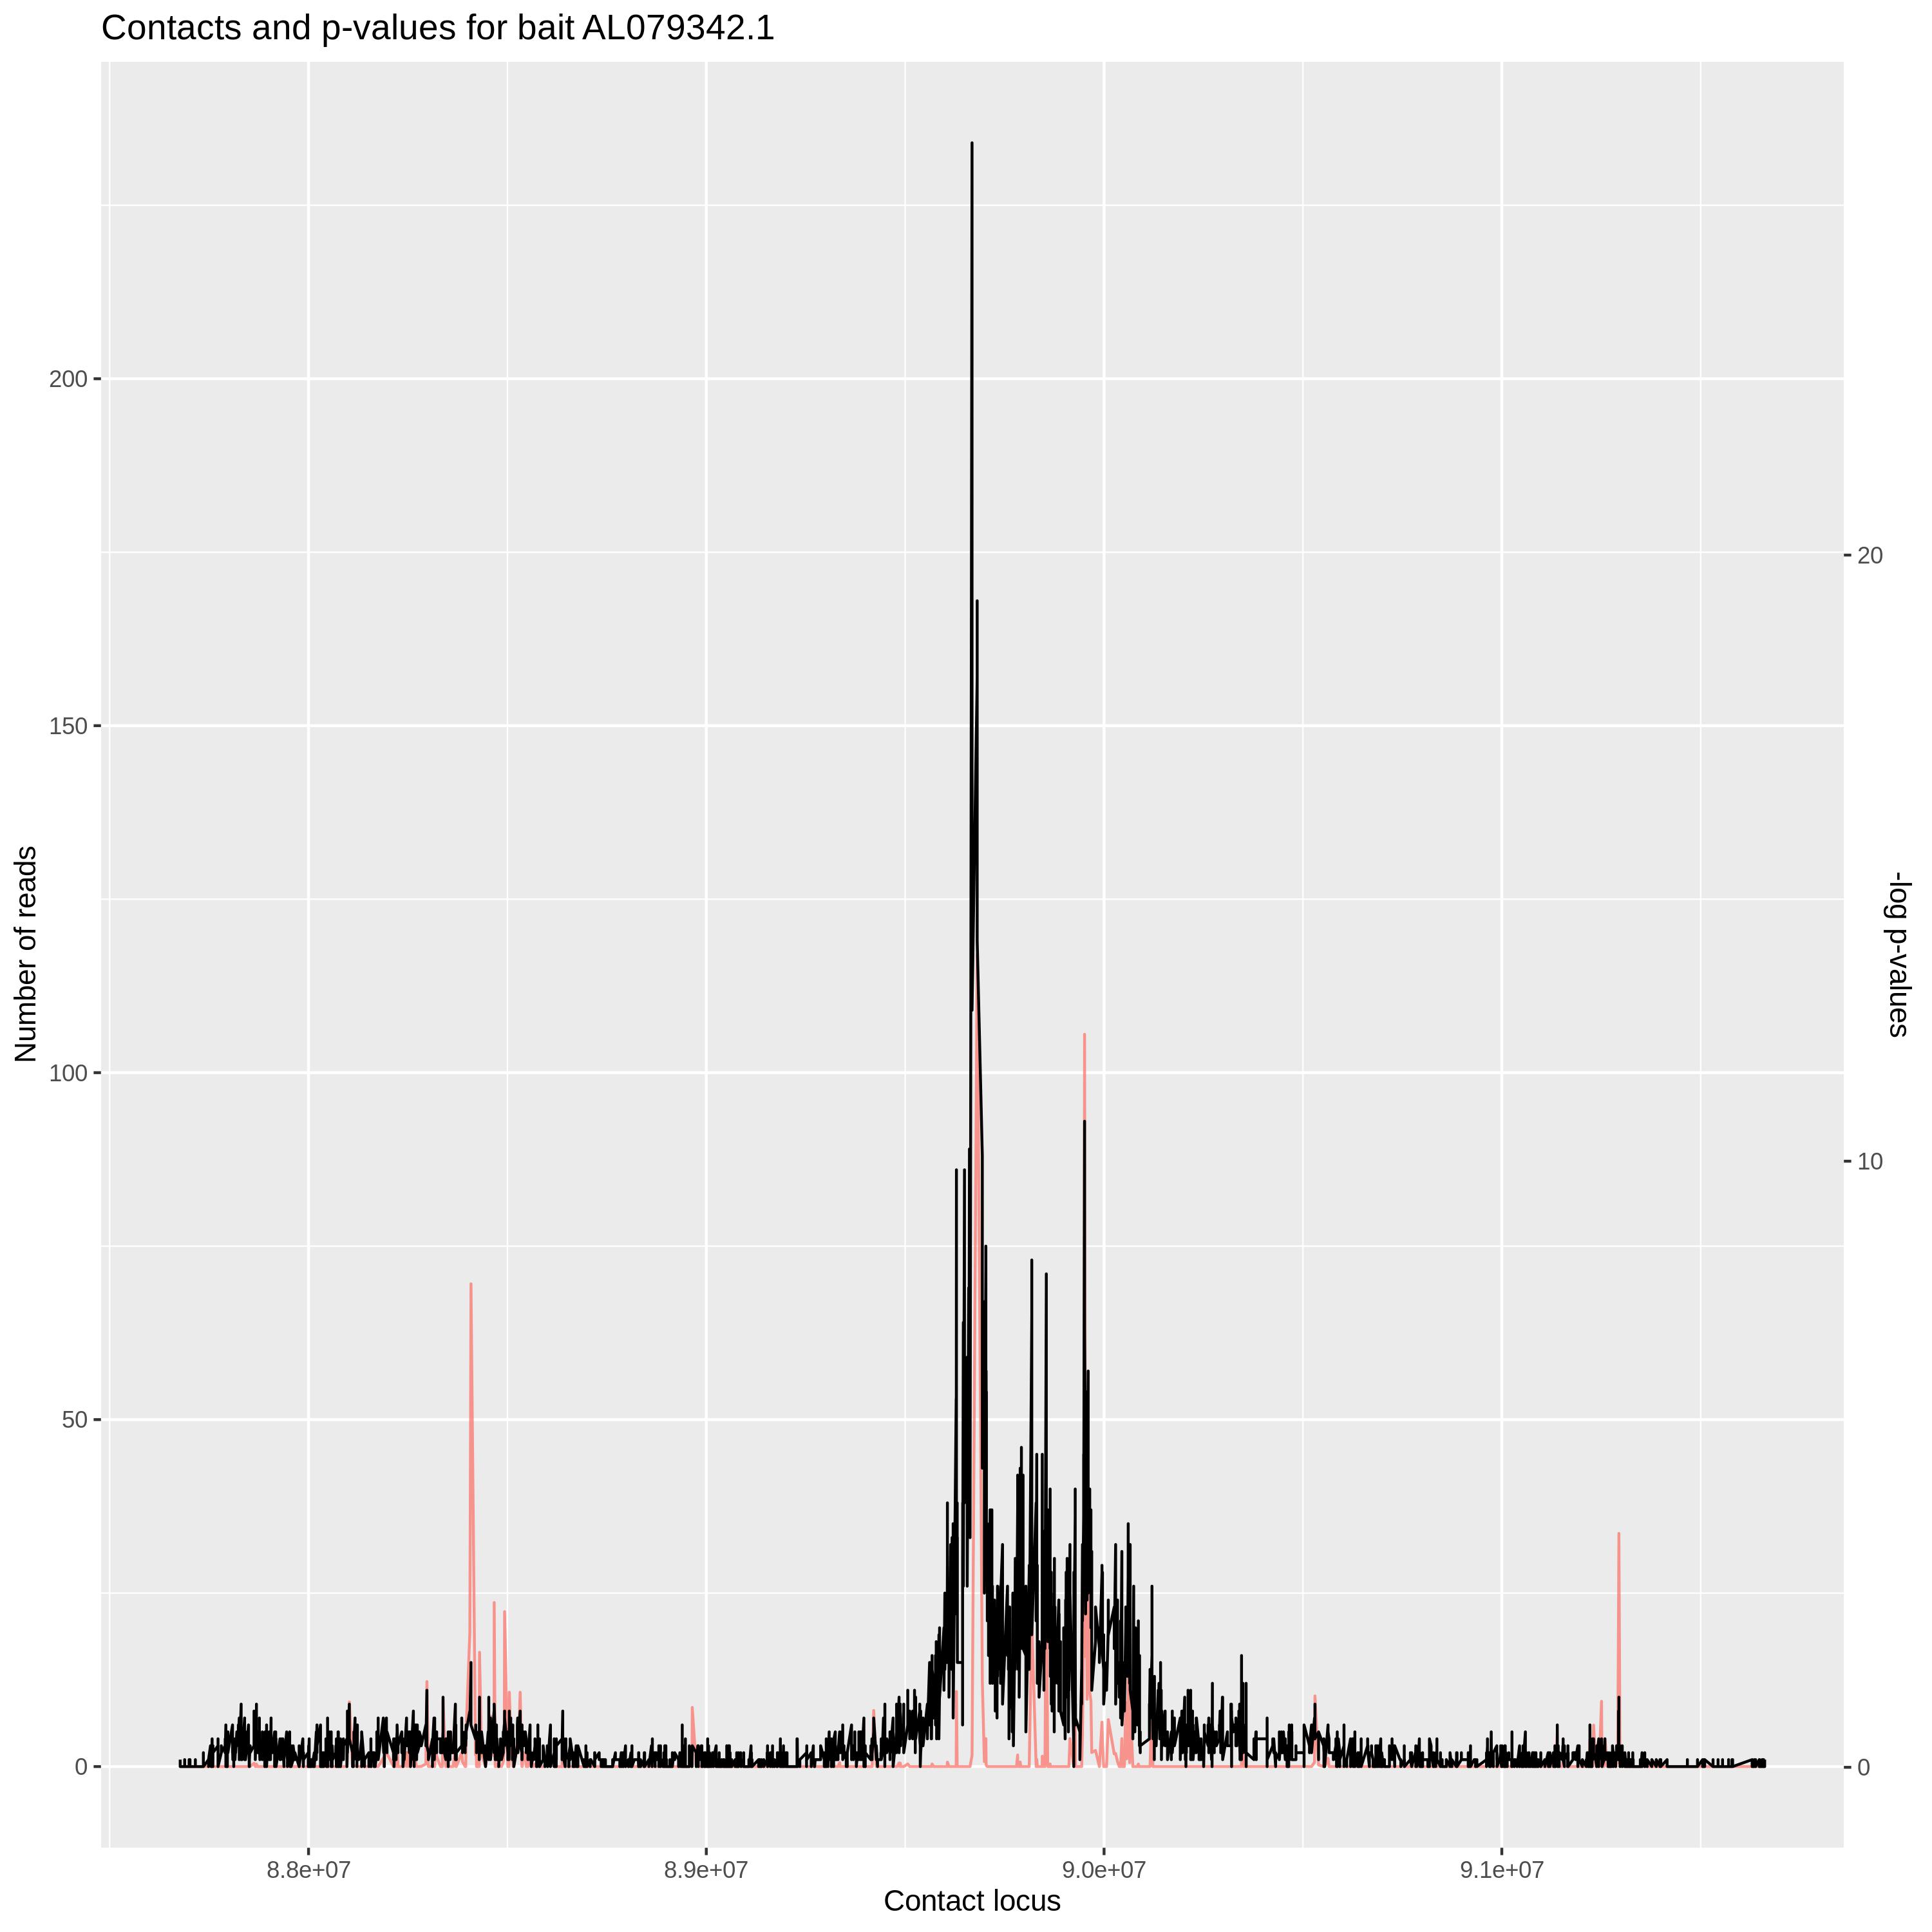 Contacts and p-values for bait AL079342.1
200
150
100
50
0
Number of reads
20
10
0
-log p-values
8.8e+07
8.9e+07
9.0e+07
9.1e+07
Contact locus